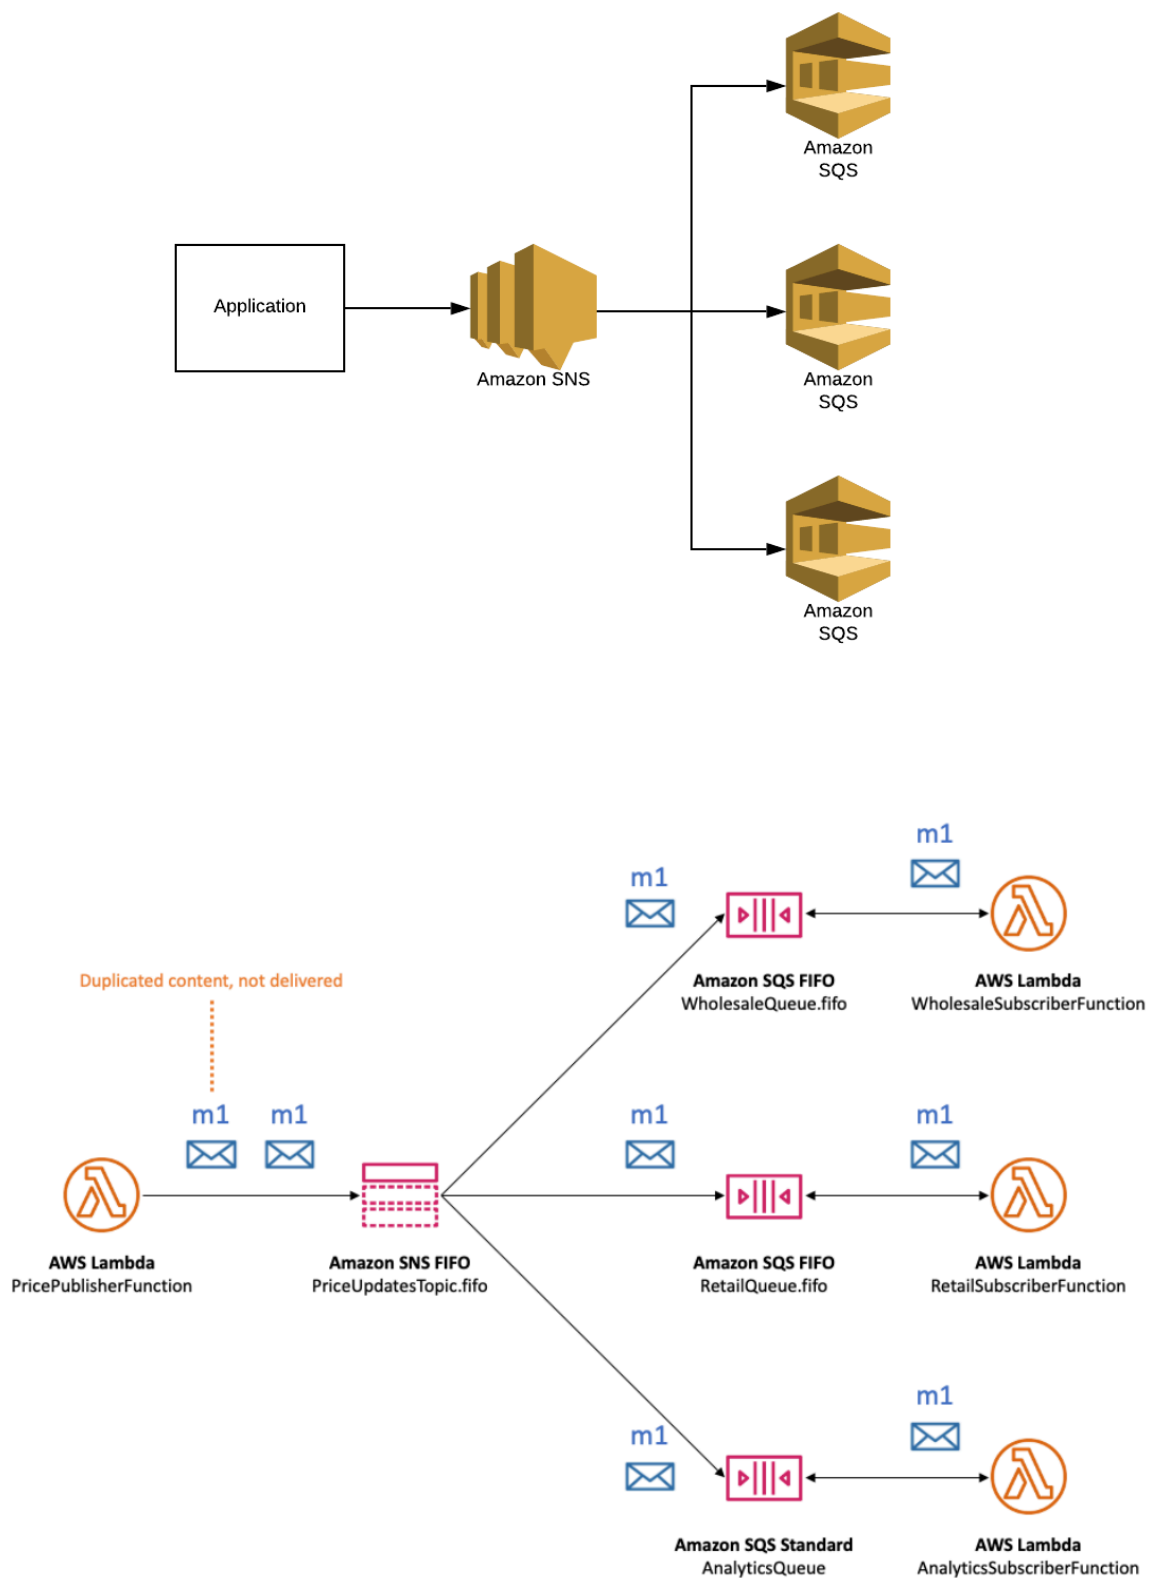 Amazon
SQS
Application
Amazon SNS
Amazon
SQS
Amazon
SQS
m1
m1
Amazon SQS FIFO
WholesaleQueue.fifo
AWS Lambda
WholesaleSubscriberFunction
Duplicated content, not delivered
m1
m1
m1
m1
AWS Lambda
PricePublisherFunction
Amazon SNS FIFO
PriceUpdatesTopic.fifo
Amazon SQS FIFO
RetailQueue.fifo
AWS Lambda
RetailSubscriberFunction
m1
m1
Amazon SQS Standard
AnalyticsQueue
AWS Lambda
AnalyticsSubscriberFunction